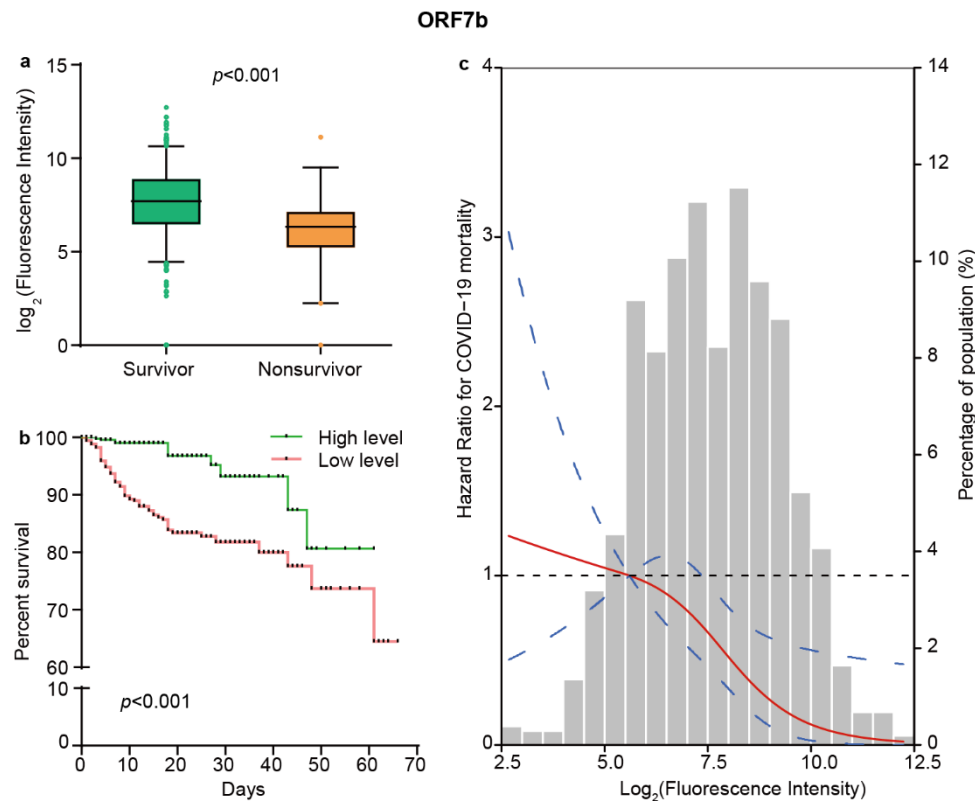 ORF7b
a
p<0.001
log2(Fluorescence Intensity)
15
10
5
0
Survivor Nonsurvivor
b
High level
Low level
Percent survival
100
90
80
70
60
10
0
p<0.001
0 10 20 30 40 50 60 70
Days
c
Hazard Ratio for COVID−19 mortality
4
3
2
1
0
14
12
10
8
6
4
2
0
Percentage of population (%)
2.5 5.0 7.5 10.0 12.5
Log2(Fluorescence Intensity)